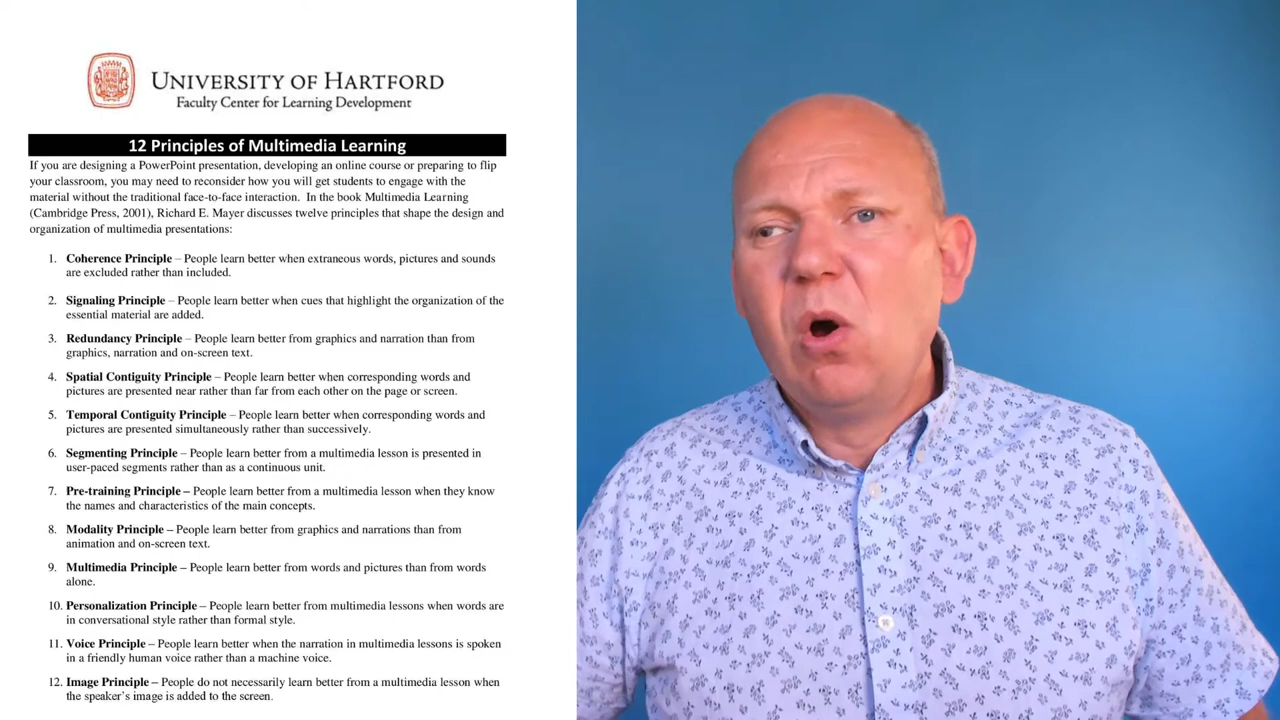 UNIVERSITY OF HARTFORD
Faculty Center for Learning Development
12 Principles of Multimedia Learning
If you are designing a PowerPoint presentation, developing an online course or preparing to flip
your classroom, you may need to reconsider how you will get students to engage with the
material without the traditional face-to-face interaction. In the book Multimedia Learning
(Cambridge Press, 2001), Richard E. Mayer discusses twelve principles that shape the design and
organization of multimedia presentations:
1. Coherence Principle – People learn better when extraneous words, pictures and sounds
are excluded rather than included.
2. Signaling Principle – People learn better when cues that highlight the organization of the
essential material are added.
3. Redundancy Principle – People learn better from graphics and narration than from
graphics, narration and on-screen text.
4. Spatial Contiguity Principle – People learn better when corresponding words and
pictures are presented near rather than far from each other on the page or screen.
5. Temporal Contiguity Principle – People learn better when corresponding words and
pictures are presented simultaneously rather than successively.
6. Segmenting Principle – People learn better from a multimedia lesson is presented in
user-paced segments rather than as a continuous unit.
7. Pre-training Principle – People learn better from a multimedia lesson when they know
the names and characteristics of the main concepts.
8. Modality Principle – People learn better from graphics and narrations than from
animation and on-screen text.
9. Multimedia Principle – People learn better from words and pictures than from words
alone.
10. Personalization Principle – People learn better from multimedia lessons when words are
in conversational style rather than formal style.
11. Voice Principle – People learn better when the narration in multimedia lessons is spoken
in a friendly human voice rather than a machine voice.
12. Image Principle – People do not necessarily learn better from a multimedia lesson when
the speaker's image is added to the screen.